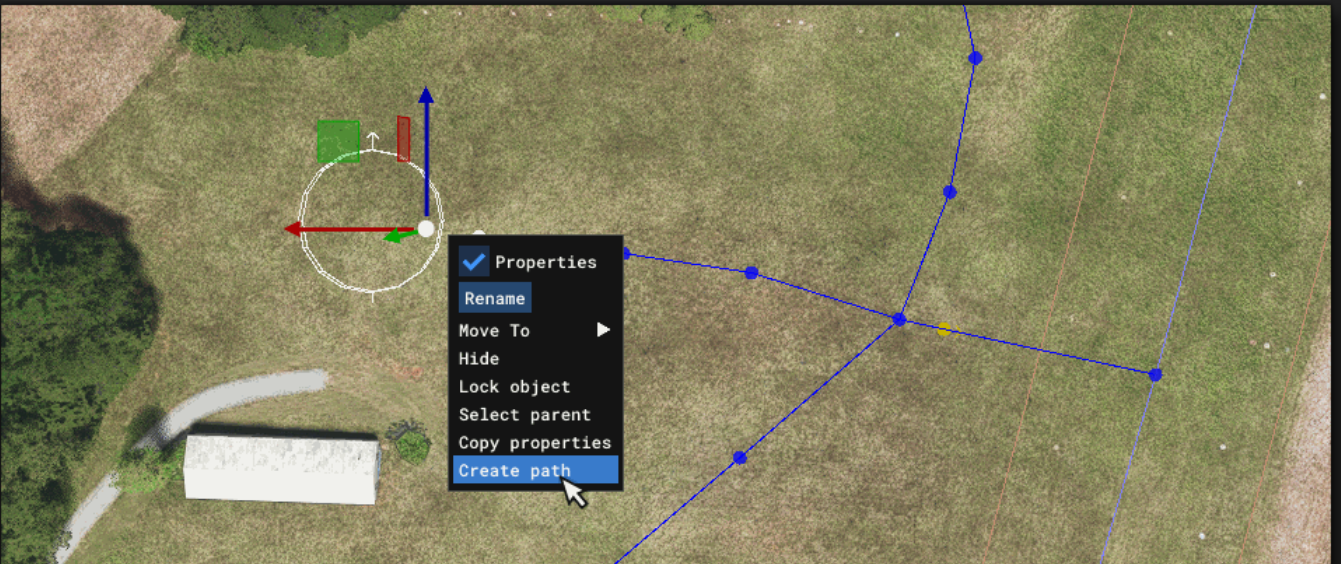 Properties
Rename
Move To
Hide
Lock object
Select parent
Copy properties
Create path